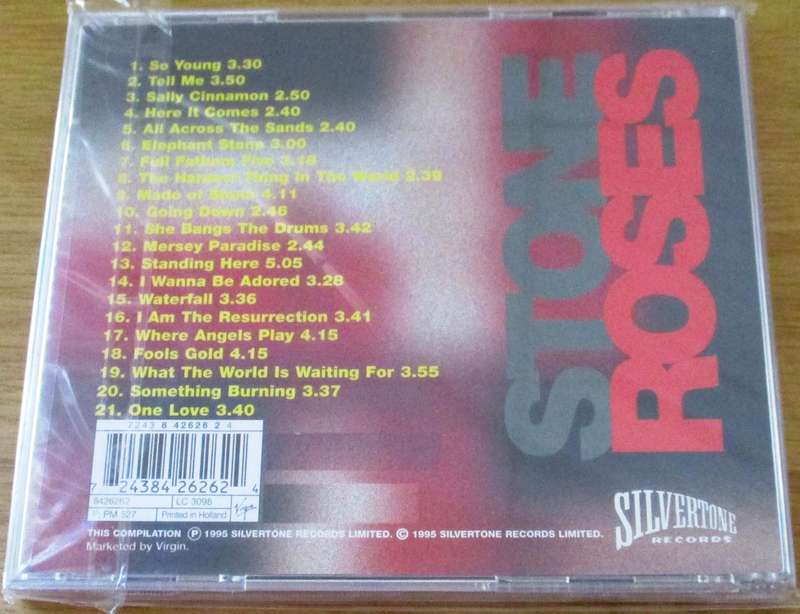 1. So Young 3.30
2. Tell Me 3.50
3. Sally Cinnamon 2.50
4. Here It Comes 2.40
5. All Across The Sands 2.40
6. Elephant Stone 3.00
7. Full Fathom Five 3.18
8. The Hardest Thing In The World 2.39
9. Made of Stone 4.11
10. Going Down 2.46
11. She Bangs The Drums 3.42
12. Mersey Paradise 2.44
13. Standing Here 5.05
14. I Wanna Be Adored 3.28
15. Waterfall 3.36
16. I Am The Resurrection 3.41
17. Where Angels Play 4.15
18. Fools Gold 4.15
19. What The World Is Waiting For 3.55
20. Something Burning 3.37
21. One Love 3.40
STONE
ROSES
7243 8 42626 2 4
7 24384 26262 4
8426262
LC 3098
PM 527
Printed in Holland
Virgin
SILVERTONE
RECORDS
THIS COMPILATION Ⓟ 1995 SILVERTONE RECORDS LIMITED. © 1995 SILVERTONE RECORDS LIMITED.
Marketed by Virgin.